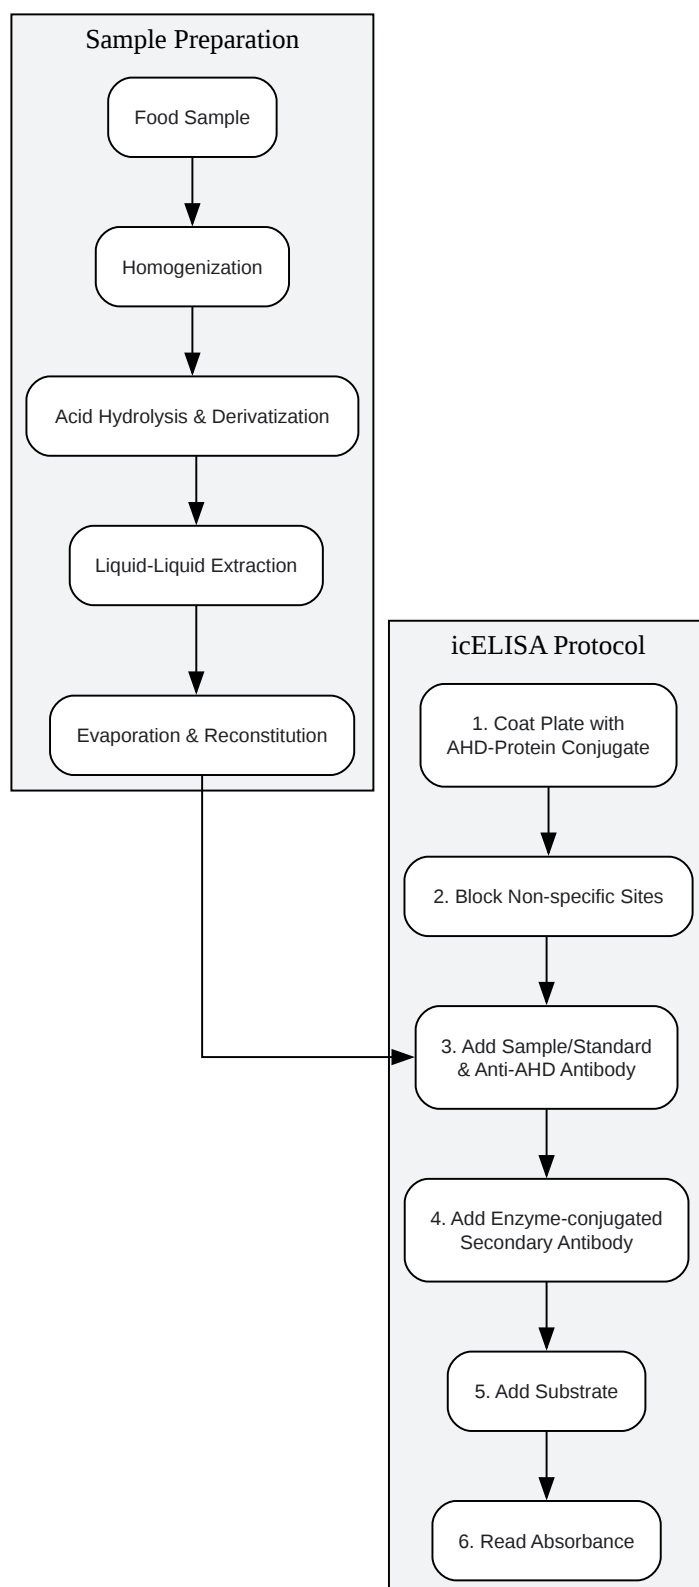 Sample Preparation
Food Sample
Homogenization
Acid Hydrolysis & Derivatization
Liquid-Liquid Extraction
Evaporation & Reconstitution
icELISA Protocol
1. Coat Plate with
AHD-Protein Conjugate
2. Block Non-specific Sites
3. Add Sample/Standard
& Anti-AHD Antibody
4. Add Enzyme-conjugated
Secondary Antibody
5. Add Substrate
6. Read Absorbance